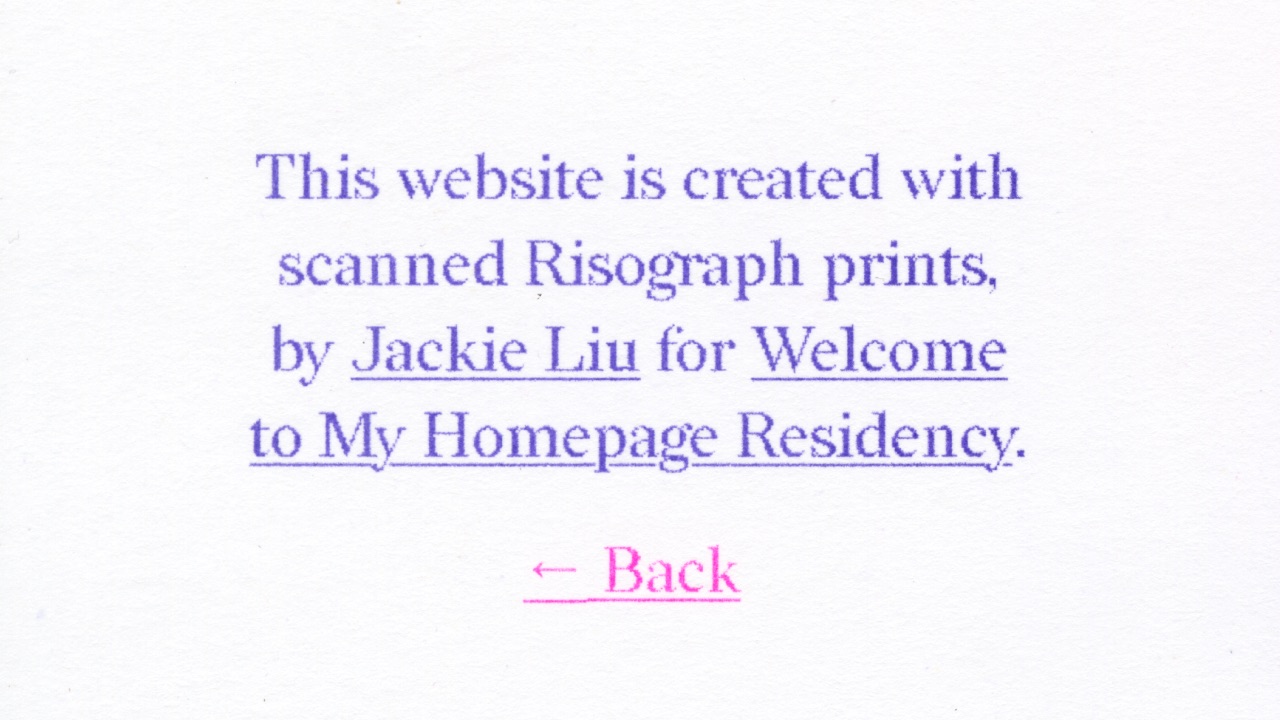 This website is created with
scanned Risograph prints,
by Jackie Liu for Welcome
to My Homepage Residency.
← Back